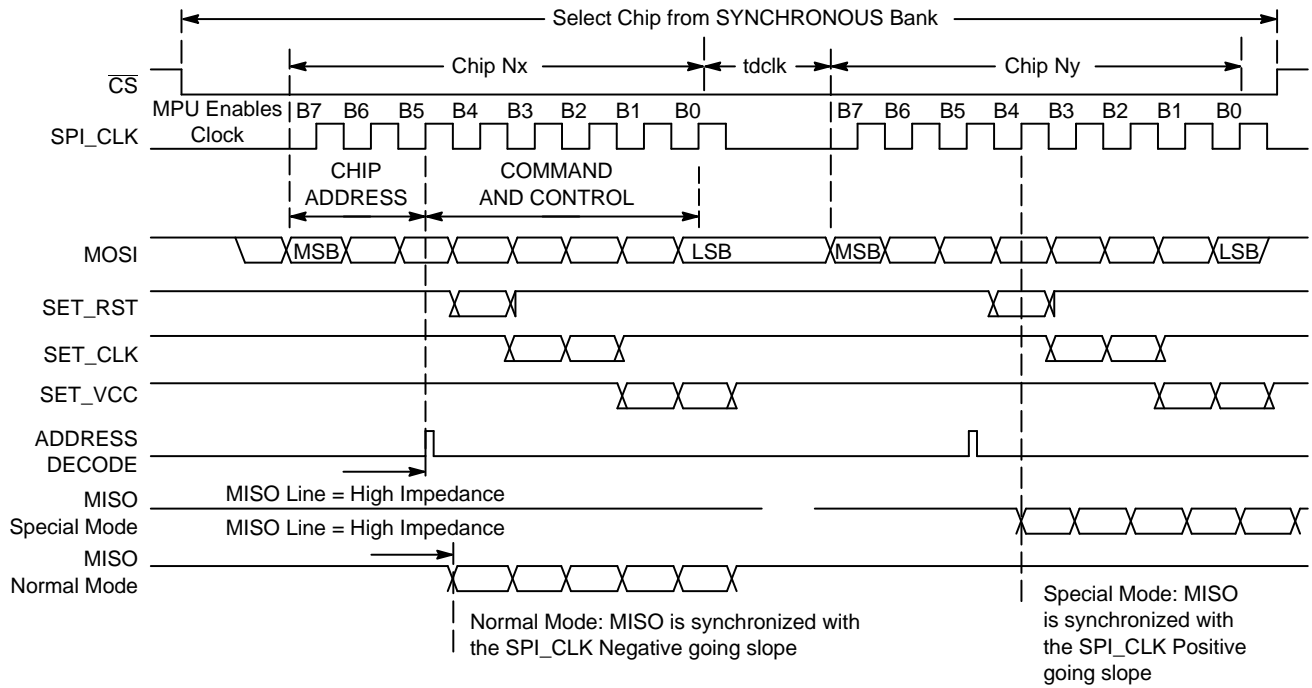 Select Chip from SYNCHRONOUS Bank
Chip Nx
tdclk
Chip Ny
CS
MPU Enables
Clock
B7 B6 B5 B4 B3 B2 B1 B0
B7 B6 B5 B4 B3 B2 B1 B0
SPI_CLK
CHIP
ADDRESS
COMMAND
AND CONTROL
MOSI
MSB
LSB
MSB
LSB
SET_RST
SET_CLK
SET_VCC
ADDRESS
DECODE
MISO Line = High Impedance
MISO
Special Mode
MISO Line = High Impedance
MISO
Normal Mode
Normal Mode: MISO is synchronized with
the SPI_CLK Negative going slope
Special Mode: MISO
is synchronized with
the SPI_CLK Positive
going slope